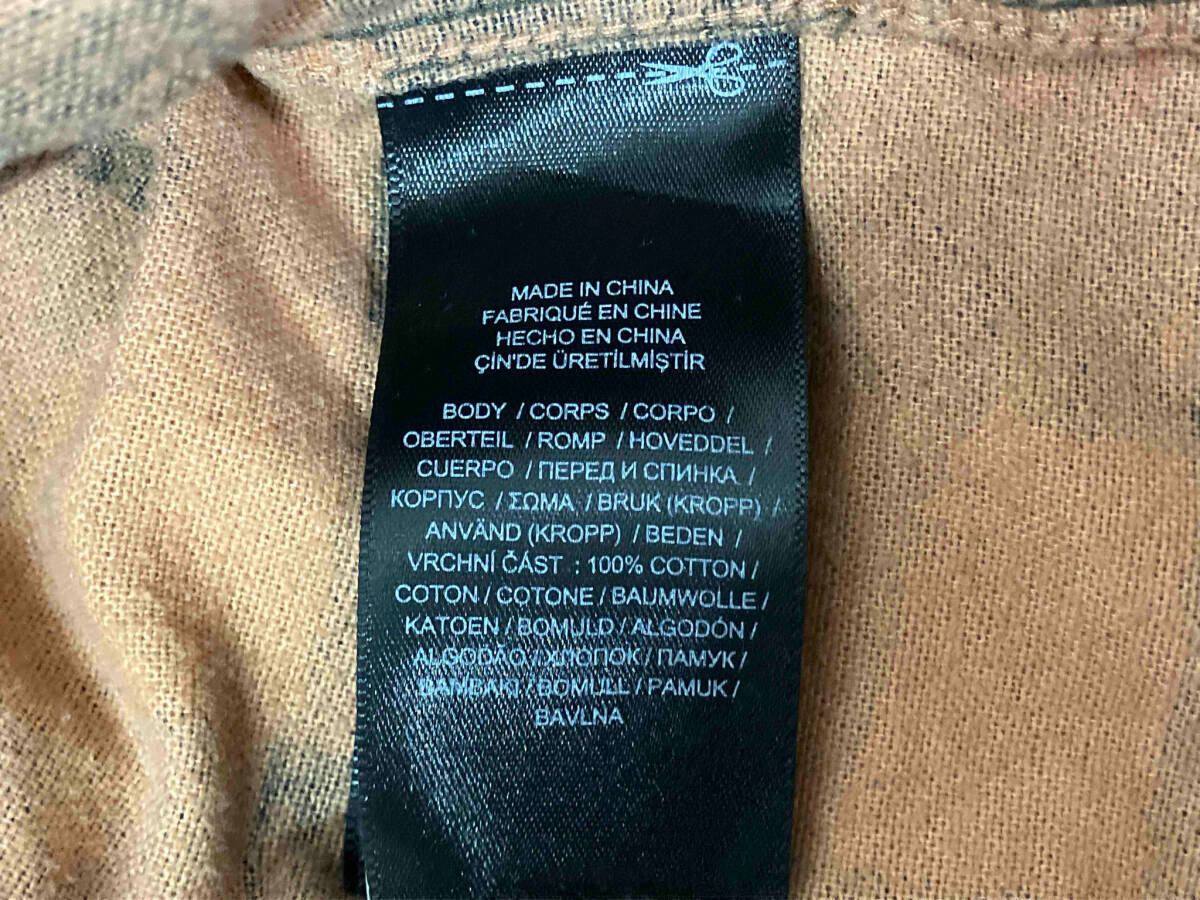 MADE IN CHINA
FABRIQUÉ EN CHINE
HECHO EN CHINA
ÇİN'DE ÜRETİLMİŞTİR
BODY / CORPS / CORPO /
OBERTEIL / ROMP / HOVEDDEL /
CUERPO / ПЕРЕД И СПИНКА /
КОРПУС / ΣΩΜΑ / BRUK (KROPP) /
ANVÄND (KROPP) / BEDEN /
VRCHNÍ ČÁST : 100% COTTON /
COTON / COTONE / BAUMWOLLE /
KATOEN / BOMULD / ALGODÓN /
ALGODÃO / ХЛОПОК / ПАМУК /
BAMBAKI / BOMULL / PAMUK /
BAVLNA